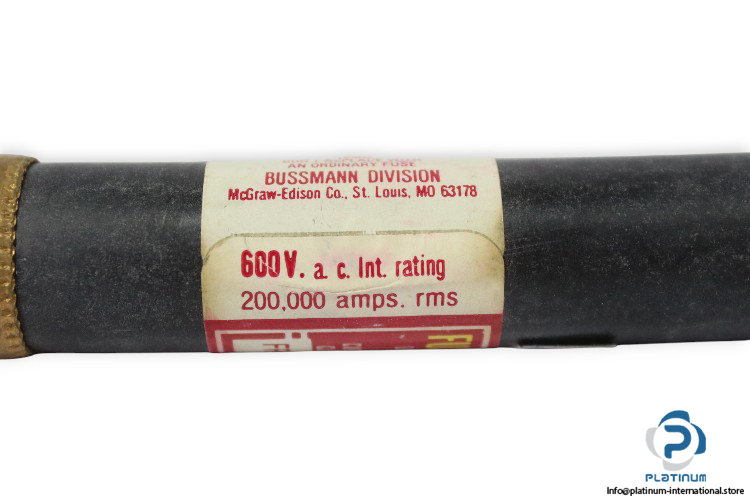 AN ORDINARY FUSE
BUSSMANN DIVISION
McGraw-Edison Co., St. Louis, MO 63178
600V. a. c. Int. rating
200,000 amps. rms
FU
PLATINUM
Info@platinum-international.store